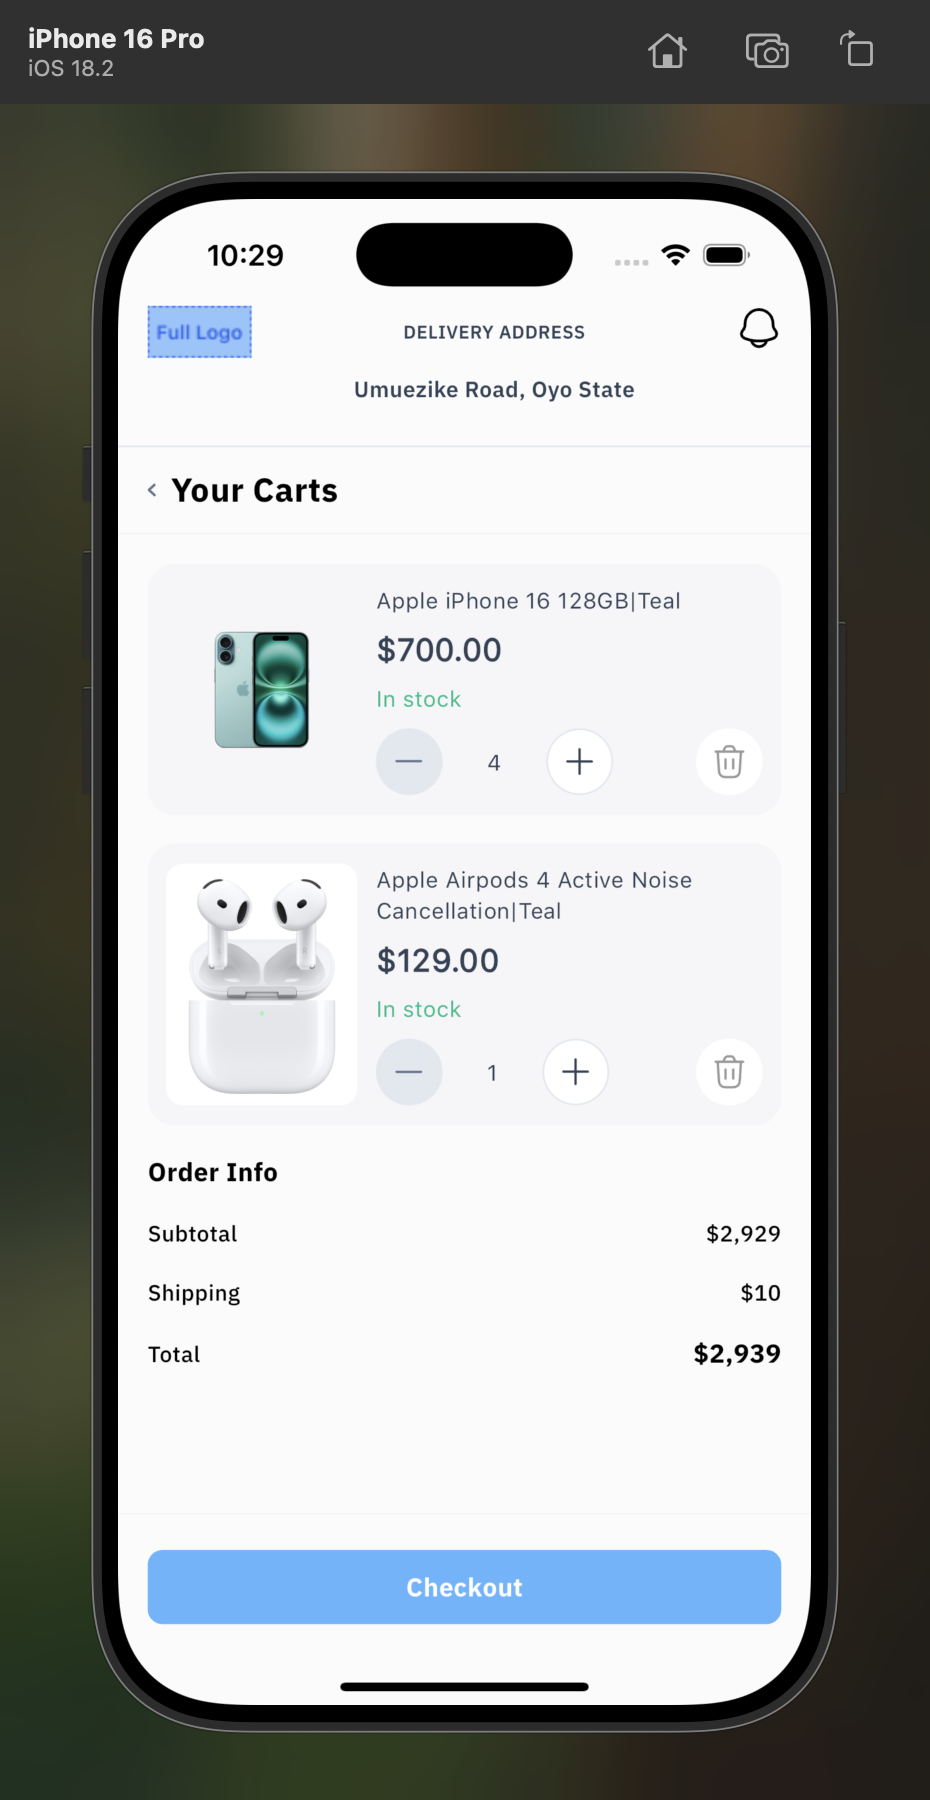 iPhone 16 Pro
iOS 18.2
10:29
Full Logo
DELIVERY ADDRESS
Umuezike Road, Oyo State
Your Carts
Apple iPhone 16 128GB|Teal
$700.00
In stock
4
Apple Airpods 4 Active Noise
Cancellation|Teal
$129.00
In stock
1
Order Info
Subtotal $2,929
Shipping $10
Total $2,939
Checkout